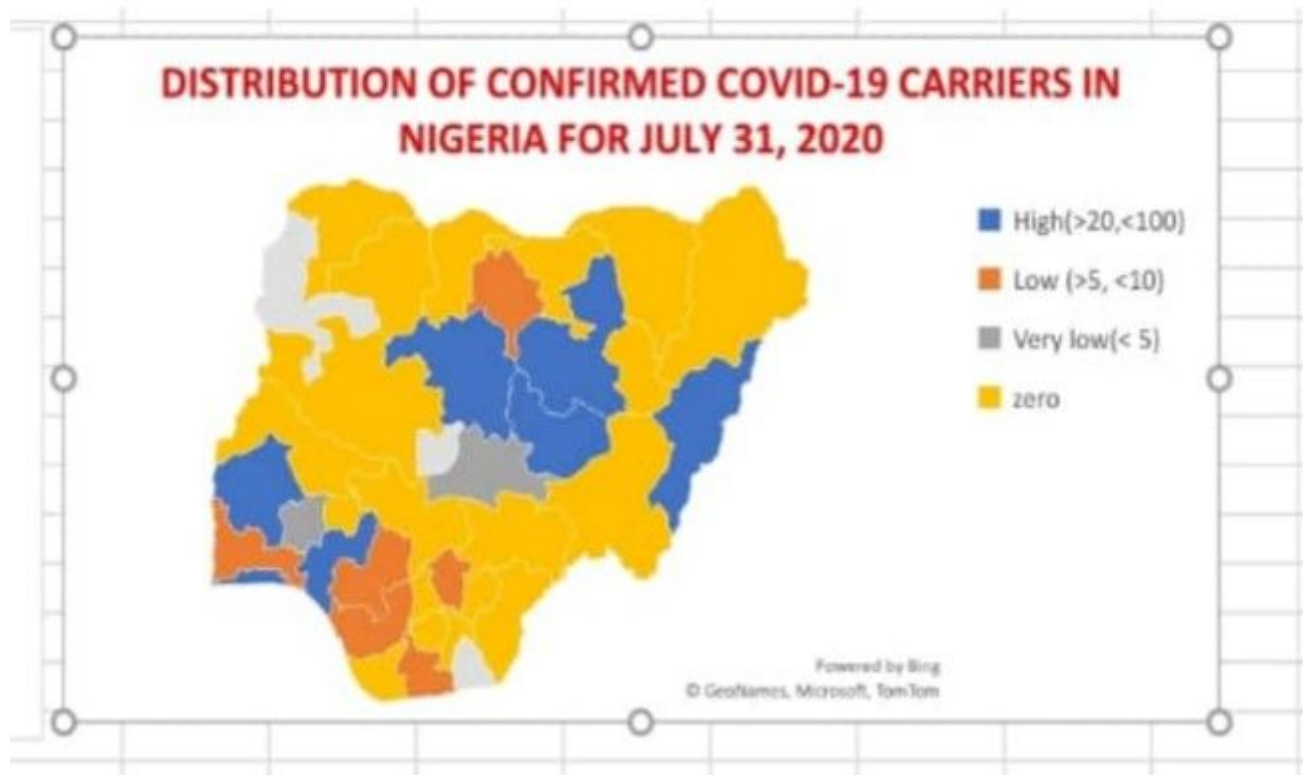 DISTRIBUTION OF CONFIRMED COVID-19 CARRIERS IN
NIGERIA FOR JULY 31, 2020
High(>20,<100)
Low (>5, <10)
Very low(< 5)
zero
Powered by Bing
© GeoNames, Microsoft, TomTom